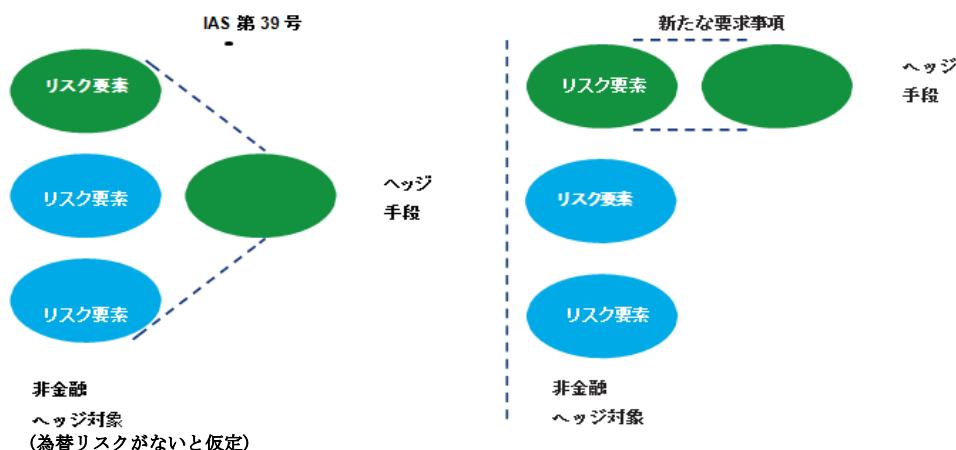 IAS 第 39 号
リスク要素
リスク要素
リスク要素
ヘッジ
手段
非金融
ヘッジ対象
(為替リスクがないと仮定)
新たな要求事項
リスク要素
ヘッジ
手段
リスク要素
リスク要素
非金融
ヘッジ対象